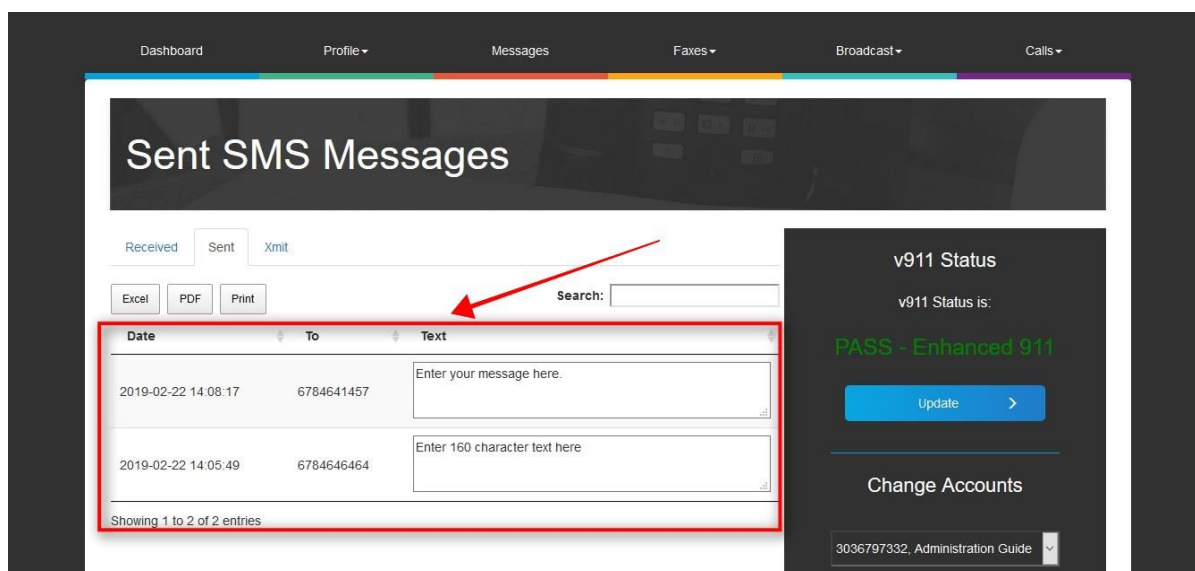 Dashboard Profile Messages Faxes Broadcast Calls
Sent SMS Messages
Received Sent Xmit
Excel PDF Print Search:
Date To Text
2019-02-22 14:08:17 6784641457 Enter your message here.
2019-02-22 14:05:49 6784646464 Enter 160 character text here
Showing 1 to 2 of 2 entries
v911 Status
v911 Status is:
PASS - Enhanced 911
Update
Change Accounts
3036797332, Administration Guide